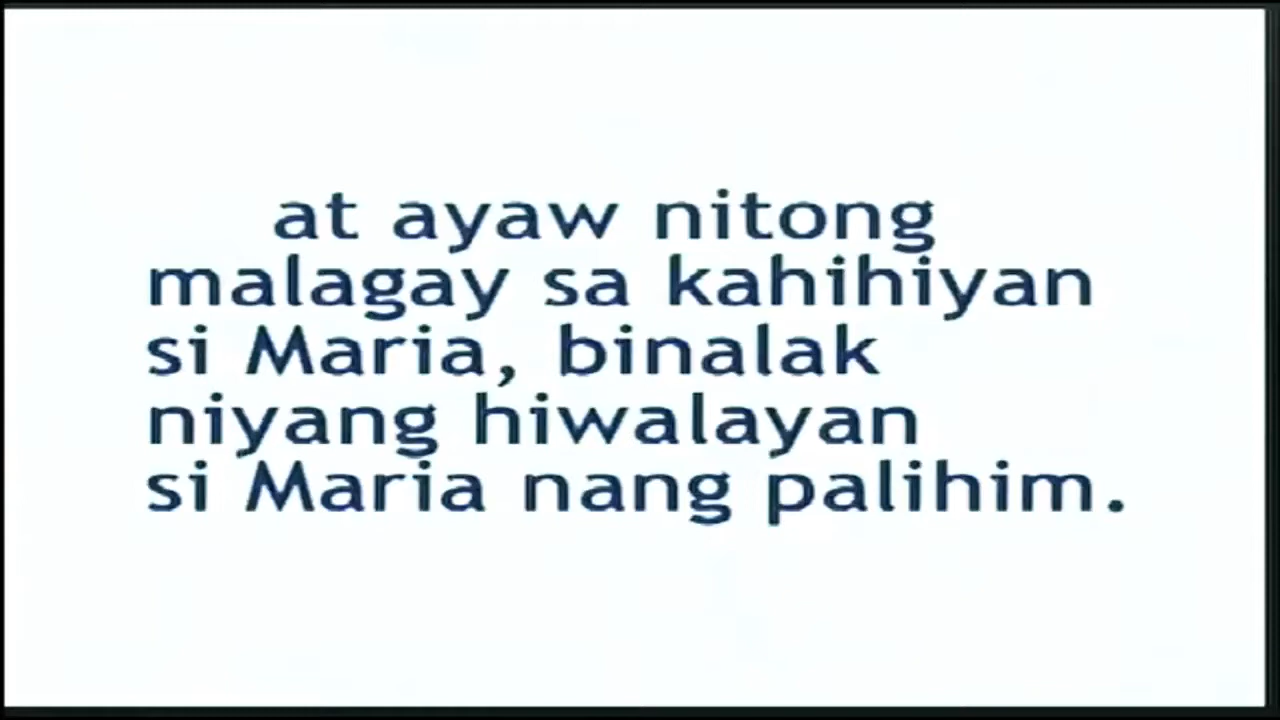 at ayaw nitong
malagay sa kahihiyan
si Maria, binalak
niyang hiwalayan
si Maria nang palihim.